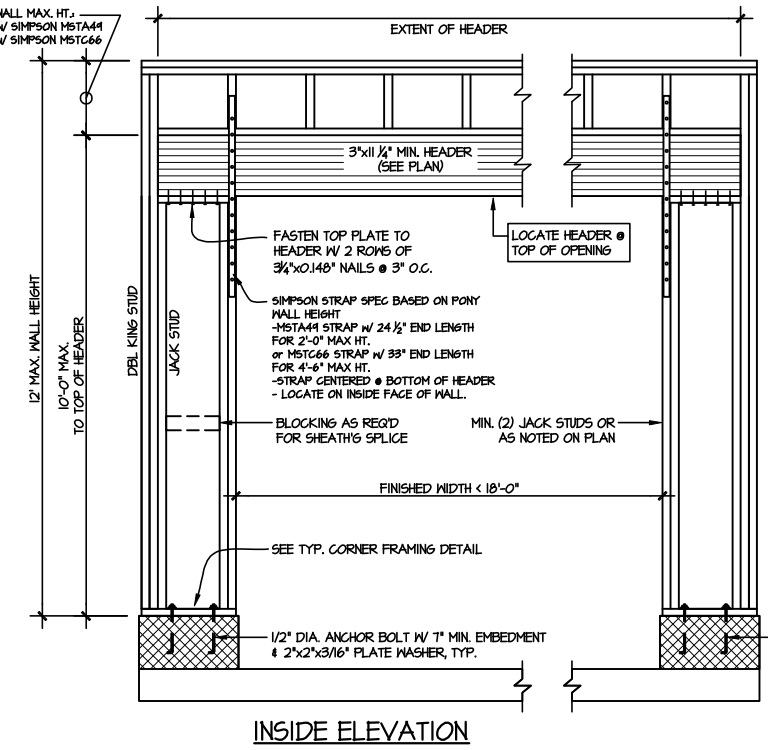 WALL MAX. HT.:
W/ SIMPSON MSTA49
W/ SIMPSON MSTC66
EXTENT OF HEADER
3"x11 1/4" MIN. HEADER
(SEE PLAN)
FASTEN TOP PLATE TO
HEADER W/ 2 ROWS OF
3¼"x0.148" NAILS @ 3" O.C.
LOCATE HEADER @
TOP OF OPENING
SIMPSON STRAP SPEC BASED ON PONY
WALL HEIGHT
-MSTA49 STRAP W/ 24 ½" END LENGTH
FOR 2'-0" MAX HT.
or MSTC66 STRAP W/ 33" END LENGTH
FOR 4'-6" MAX HT.
-STRAP CENTERED @ BOTTOM OF HEADER
- LOCATE ON INSIDE FACE OF WALL.
12' MAX. WALL HEIGHT
10'-0" MAX.
TO TOP OF HEADER
DBL KING STUD
JACK STUD
BLOCKING AS REQ'D
FOR SHEATH'G SPLICE
MIN. (2) JACK STUDS OR
AS NOTED ON PLAN
FINISHED WIDTH < 18'-0"
SEE TYP. CORNER FRAMING DETAIL
1/2" DIA. ANCHOR BOLT W/ 7" MIN. EMBEDMENT
& 2"x2"x3/16" PLATE WASHER, TYP.
INSIDE ELEVATION